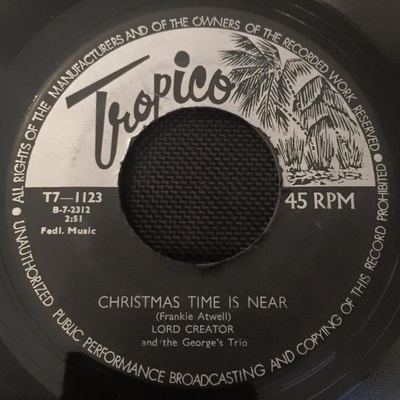 ALL RIGHTS OF THE MANUFACTURERS AND OF THE OWNERS OF THE RECORDED WORK RESERVED
Tropico
T7—1123
B-7-2312
2:51
Fedl. Music
45 RPM
CHRISTMAS TIME IS NEAR
(Frankie Atwell)
LORD CREATOR
and the George's Trio
UNAUTHORIZED PUBLIC PERFORMANCE BROADCASTING AND COPYING OF THIS RECORD PROHIBITED